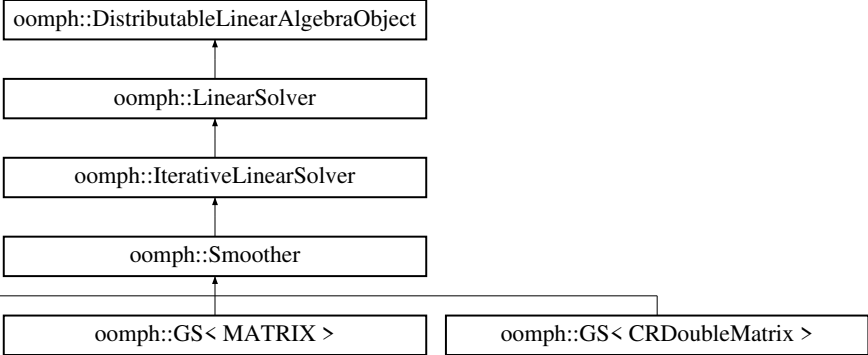 oomph::DistributableLinearAlgebraObject
oomph::LinearSolver
oomph::IterativeLinearSolver
oomph::Smoother
oomph::GS< MATRIX >
oomph::GS< CRDoubleMatrix >